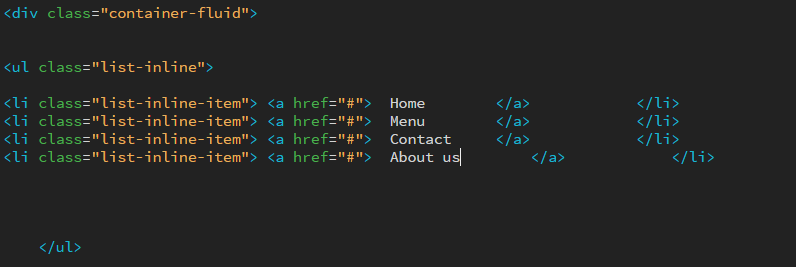 <div class="container-fluid">
<ul class="list-inline">
<li class="list-inline-item"> <a href="#">  Home        </a>            </li>
<li class="list-inline-item"> <a href="#">  Menu        </a>            </li>
<li class="list-inline-item"> <a href="#">  Contact     </a>            </li>
<li class="list-inline-item"> <a href="#">  About us        </a>            </li>
    </ul>